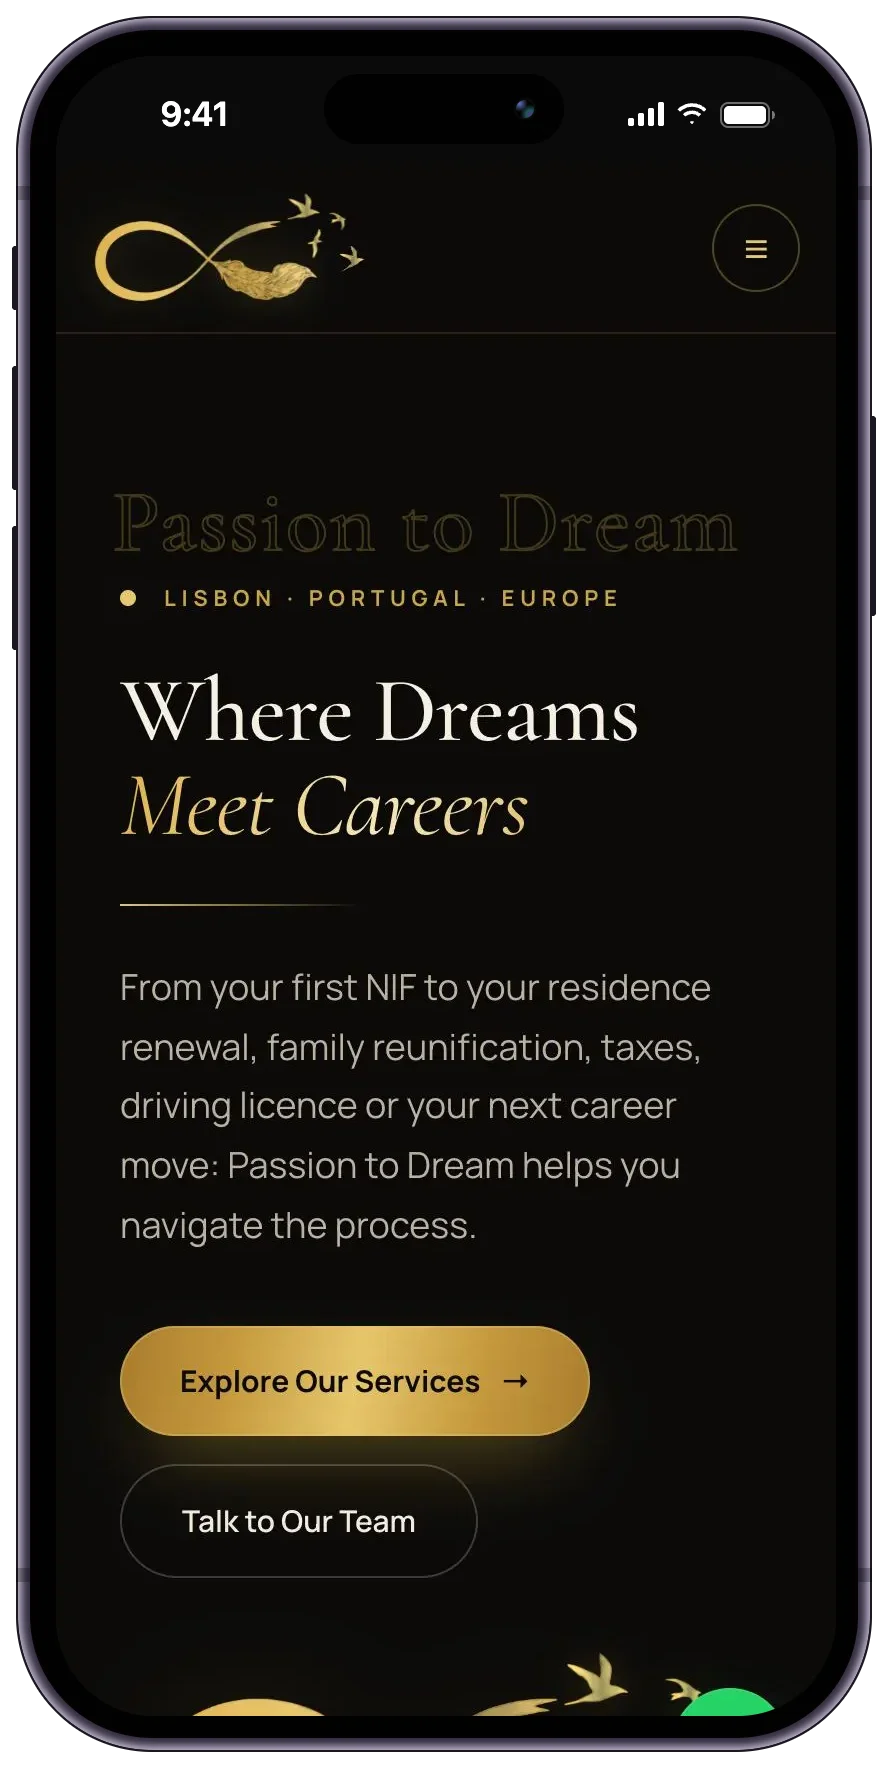 9:41
Passion to Dream
LISBON · PORTUGAL · EUROPE
Where Dreams
Meet Careers
From your first NIF to your residence
renewal, family reunification, taxes,
driving licence or your next career
move: Passion to Dream helps you
navigate the process.
Explore Our Services →
Talk to Our Team